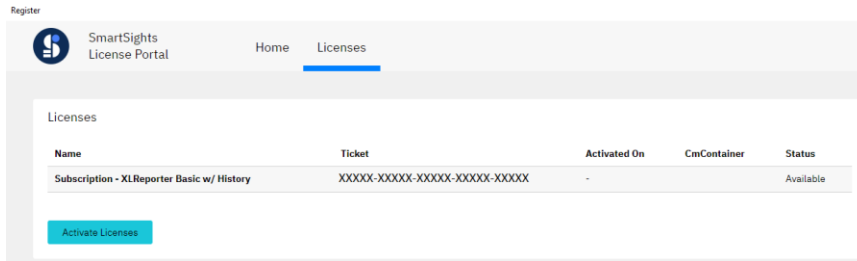 Register
SmartSights
License Portal
Home Licenses
Licenses
Name Ticket Activated On CmContainer Status
Subscription - XLReporter Basic w/ History XXXXX-XXXXX-XXXXX-XXXXX-XXXXX - Available
Activate Licenses